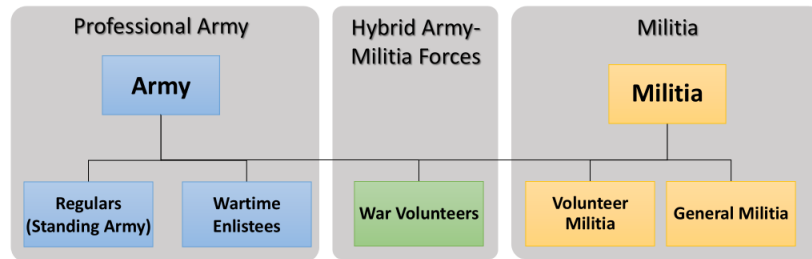 Professional Army
Hybrid Army-
Militia Forces
Militia
Army
Militia
Regulars
(Standing Army)
Wartime
Enlistees
War Volunteers
Volunteer
Militia
General Militia